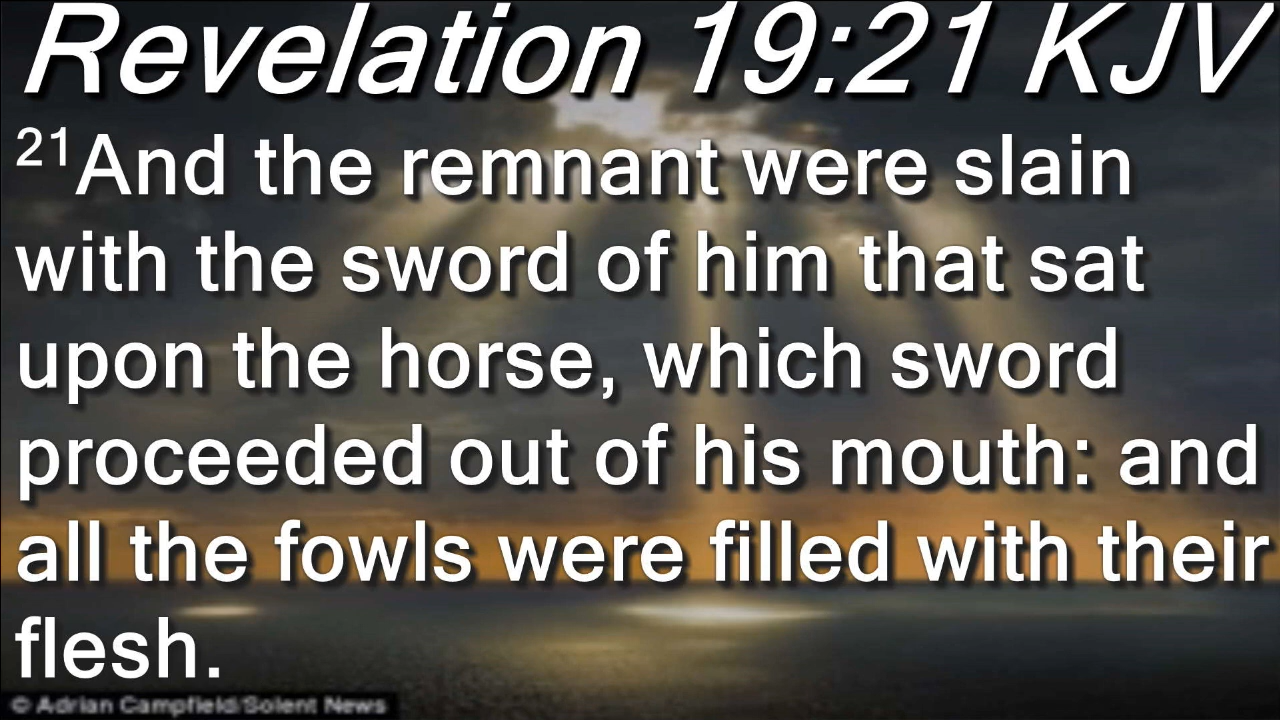 Revelation 19:21 KJV
21And the remnant were slain
with the sword of him that sat
upon the horse, which sword
proceeded out of his mouth: and
all the fowls were filled with their
flesh.
© Adrian Campfield/Solent News